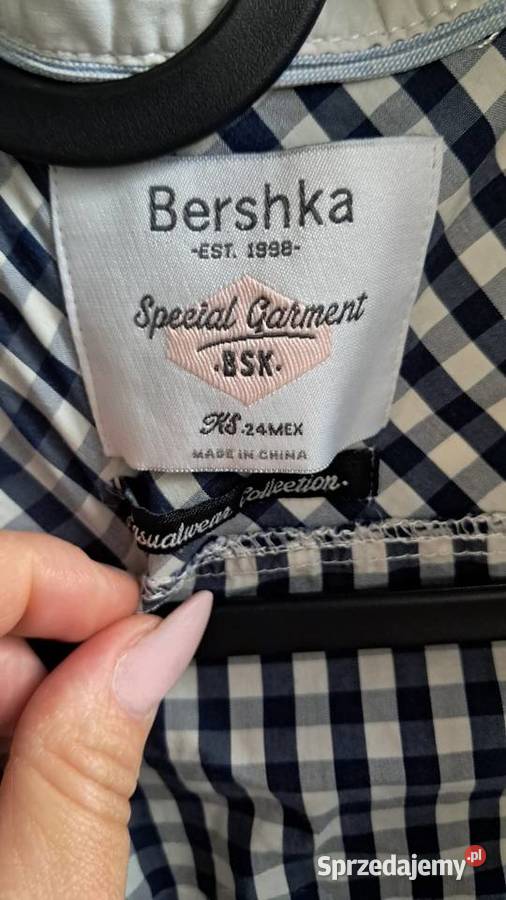 Bershka
-EST. 1998-
Special Garment
·BSK·
XS·24MEX
MADE IN CHINA
Casualwear Collection·
Sprzedajemy.pl